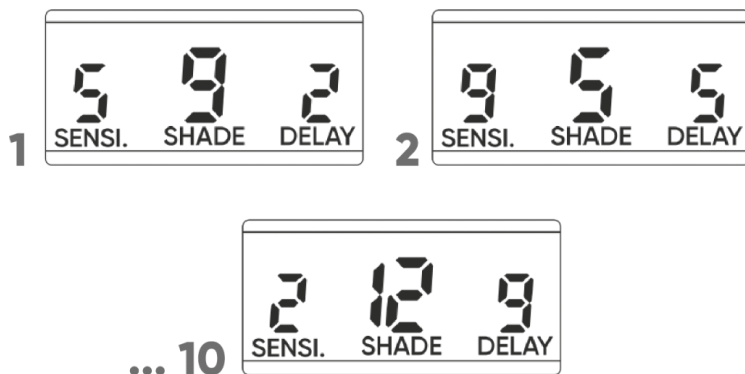 5 9 2
SENSI. SHADE DELAY
1
9 5 5
SENSI. SHADE DELAY
2
2 12 9
SENSI. SHADE DELAY
... 10